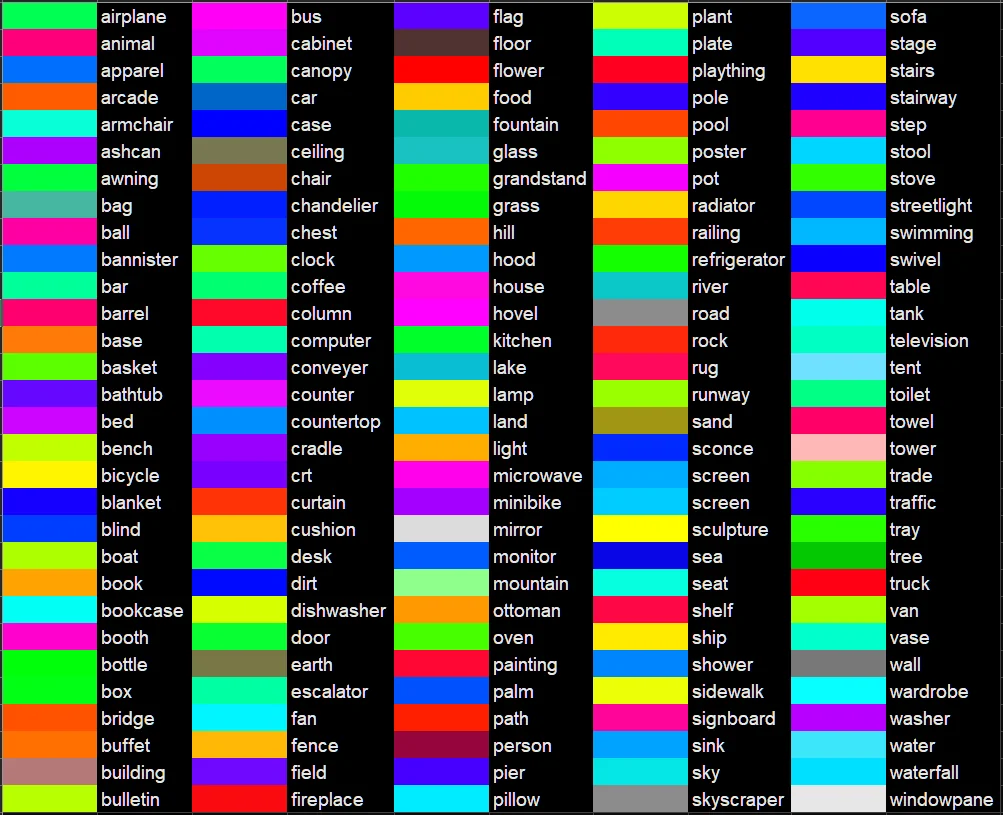 airplane
animal
apparel
arcade
armchair
ashcan
awning
bag
ball
bannister
bar
barrel
base
basket
bathtub
bed
bench
bicycle
blanket
blind
boat
book
bookcase
booth
bottle
box
bridge
buffet
building
bulletin
bus
cabinet
canopy
car
case
ceiling
chair
chandelier
chest
clock
coffee
column
computer
conveyer
counter
countertop
cradle
crt
curtain
cushion
desk
dirt
dishwasher
door
earth
escalator
fan
fence
field
fireplace
flag
floor
flower
food
fountain
glass
grandstand
grass
hill
hood
house
hovel
kitchen
lake
lamp
land
light
microwave
minibike
mirror
monitor
mountain
ottoman
oven
painting
palm
path
person
pier
pillow
plant
plate
plaything
pole
pool
poster
pot
radiator
railing
refrigerator
river
road
rock
rug
runway
sand
sconce
screen
screen
sculpture
sea
seat
shelf
ship
shower
sidewalk
signboard
sink
sky
skyscraper
sofa
stage
stairs
stairway
step
stool
stove
streetlight
swimming
swivel
table
tank
television
tent
toilet
towel
tower
trade
traffic
tray
tree
truck
van
vase
wall
wardrobe
washer
water
waterfall
windowpane